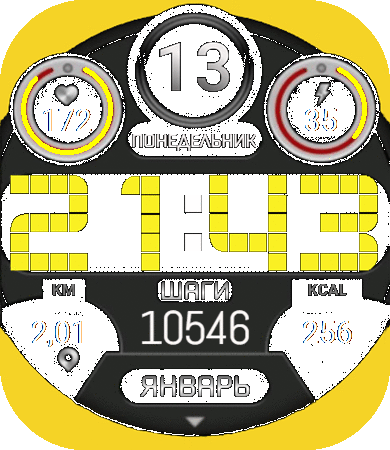 13
172
35
ПОНЕДЕЛЬНИК
21:43
КМ
ШАГИ
KCAL
2,01
10546
256
ЯНВАРЬ